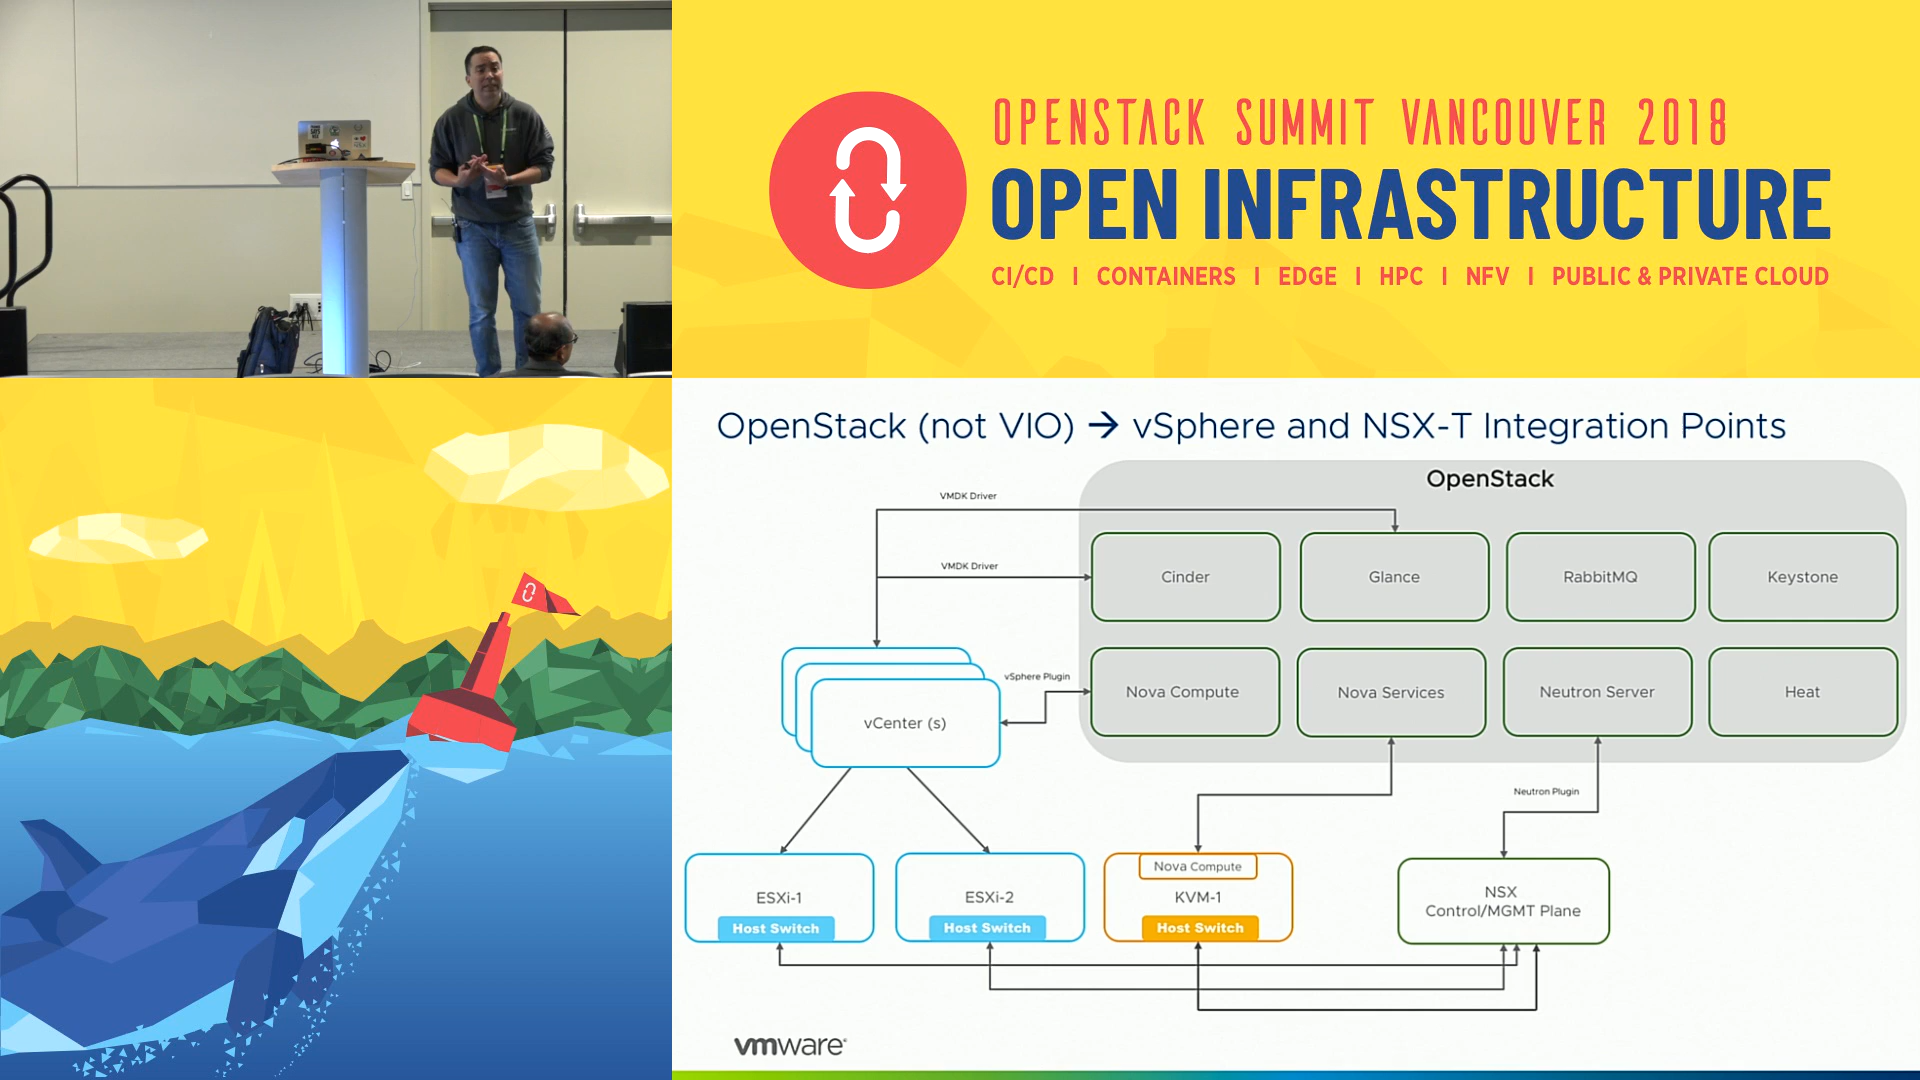 OPENSTACK SUMMIT VANCOUVER 2018
OPEN INFRASTRUCTURE
CI/CD | CONTAINERS | EDGE | HPC | NFV | PUBLIC & PRIVATE CLOUD
OpenStack (not VIO) → vSphere and NSX-T Integration Points
OpenStack
VMDK Driver
VMDK Driver
Cinder
Glance
RabbitMQ
Keystone
vSphere Plugin
Nova Compute
Nova Services
Neutron Server
Heat
vCenter (s)
Neutron Plugin
ESXi-1
Host Switch
ESXi-2
Host Switch
Nova Compute
KVM-1
Host Switch
NSX
Control/MGMT Plane
vmware